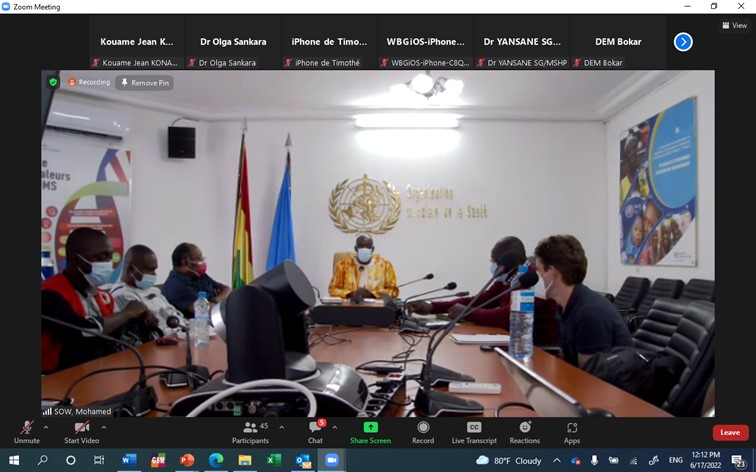 Zoom Meeting
View
Kouame Jean K...
Dr Olga Sankara
iPhone de Timo...
WBGiOS-iPhone...
Dr YANSANE SG...
DEM Bokar
Kouame Jean KONA...
Dr Olga Sankara
iPhone de Timothé
WBGiOS-iPhone-C8Q...
Dr YANSANE SG/MSHP
DEM Bokar
Recording
Remove Pin
Organisation
mondiale de la Santé
SOW, Mohamed
Unmute
Start Video
Participants
45
Chat
5
Share Screen
Record
CC
Live Transcript
Reactions
Apps
Leave
80°F Cloudy
ENG
12:12 PM
6/17/2022